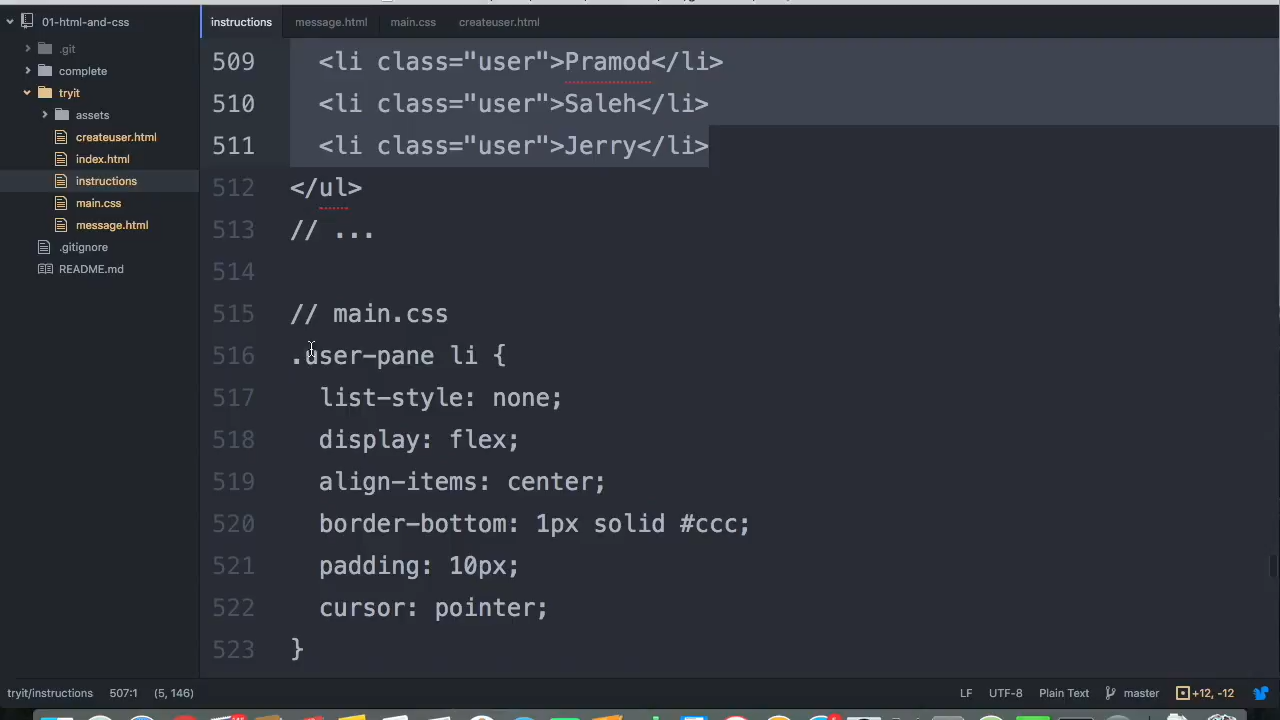 01-html-and-css
.git
complete
tryit
assets
createuser.html
index.html
instructions
main.css
message.html
.gitignore
README.md
instructions message.html main.css createuser.html
509 <li class="user">Pramod</li>
510 <li class="user">Saleh</li>
511 <li class="user">Jerry</li>
512 </ul>
513 // ...
514
515 // main.css
516 .user-pane li {
517 list-style: none;
518 display: flex;
519 align-items: center;
520 border-bottom: 1px solid #ccc;
521 padding: 10px;
522 cursor: pointer;
523 }
tryit/instructions 507:1 (5, 146) LF UTF-8 Plain Text master +12, -12